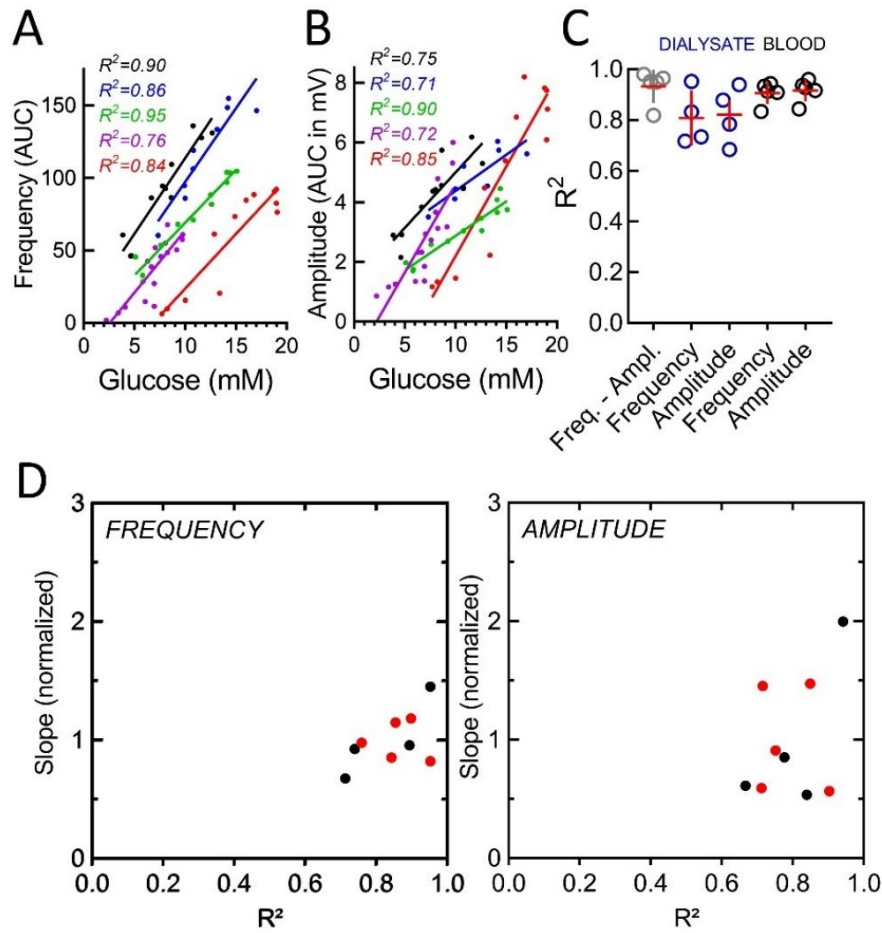 A
R²=0.90
R²=0.86
R²=0.95
R²=0.76
R²=0.84
Frequency (AUC)
150
100
50
0
0 5 10 15 20
Glucose (mM)
B
R²=0.75
R²=0.71
R²=0.90
R²=0.72
R²=0.85
Amplitude (AUC in mV)
8
6
4
2
0
0 5 10 15 20
Glucose (mM)
C
DIALYSATE BLOOD
R²
1.0
0.8
0.6
0.4
0.2
0.0
Freq. - Ampl.
Frequency
Amplitude
Frequency
Amplitude
D
FREQUENCY
Slope (normalized)
3
2
1
0
0.0 0.2 0.4 0.6 0.8 1.0
R²
AMPLITUDE
Slope (normalized)
3
2
1
0
0.0 0.2 0.4 0.6 0.8 1.0
R²